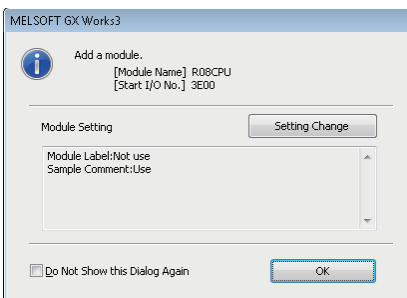 MELSOFT GX Works3
Add a module.
[Module Name] R08CPU
[Start I/O No.] 3E00
Module Setting
Setting Change
Module Label:Not use
Sample Comment:Use
Do Not Show this Dialog Again
OK